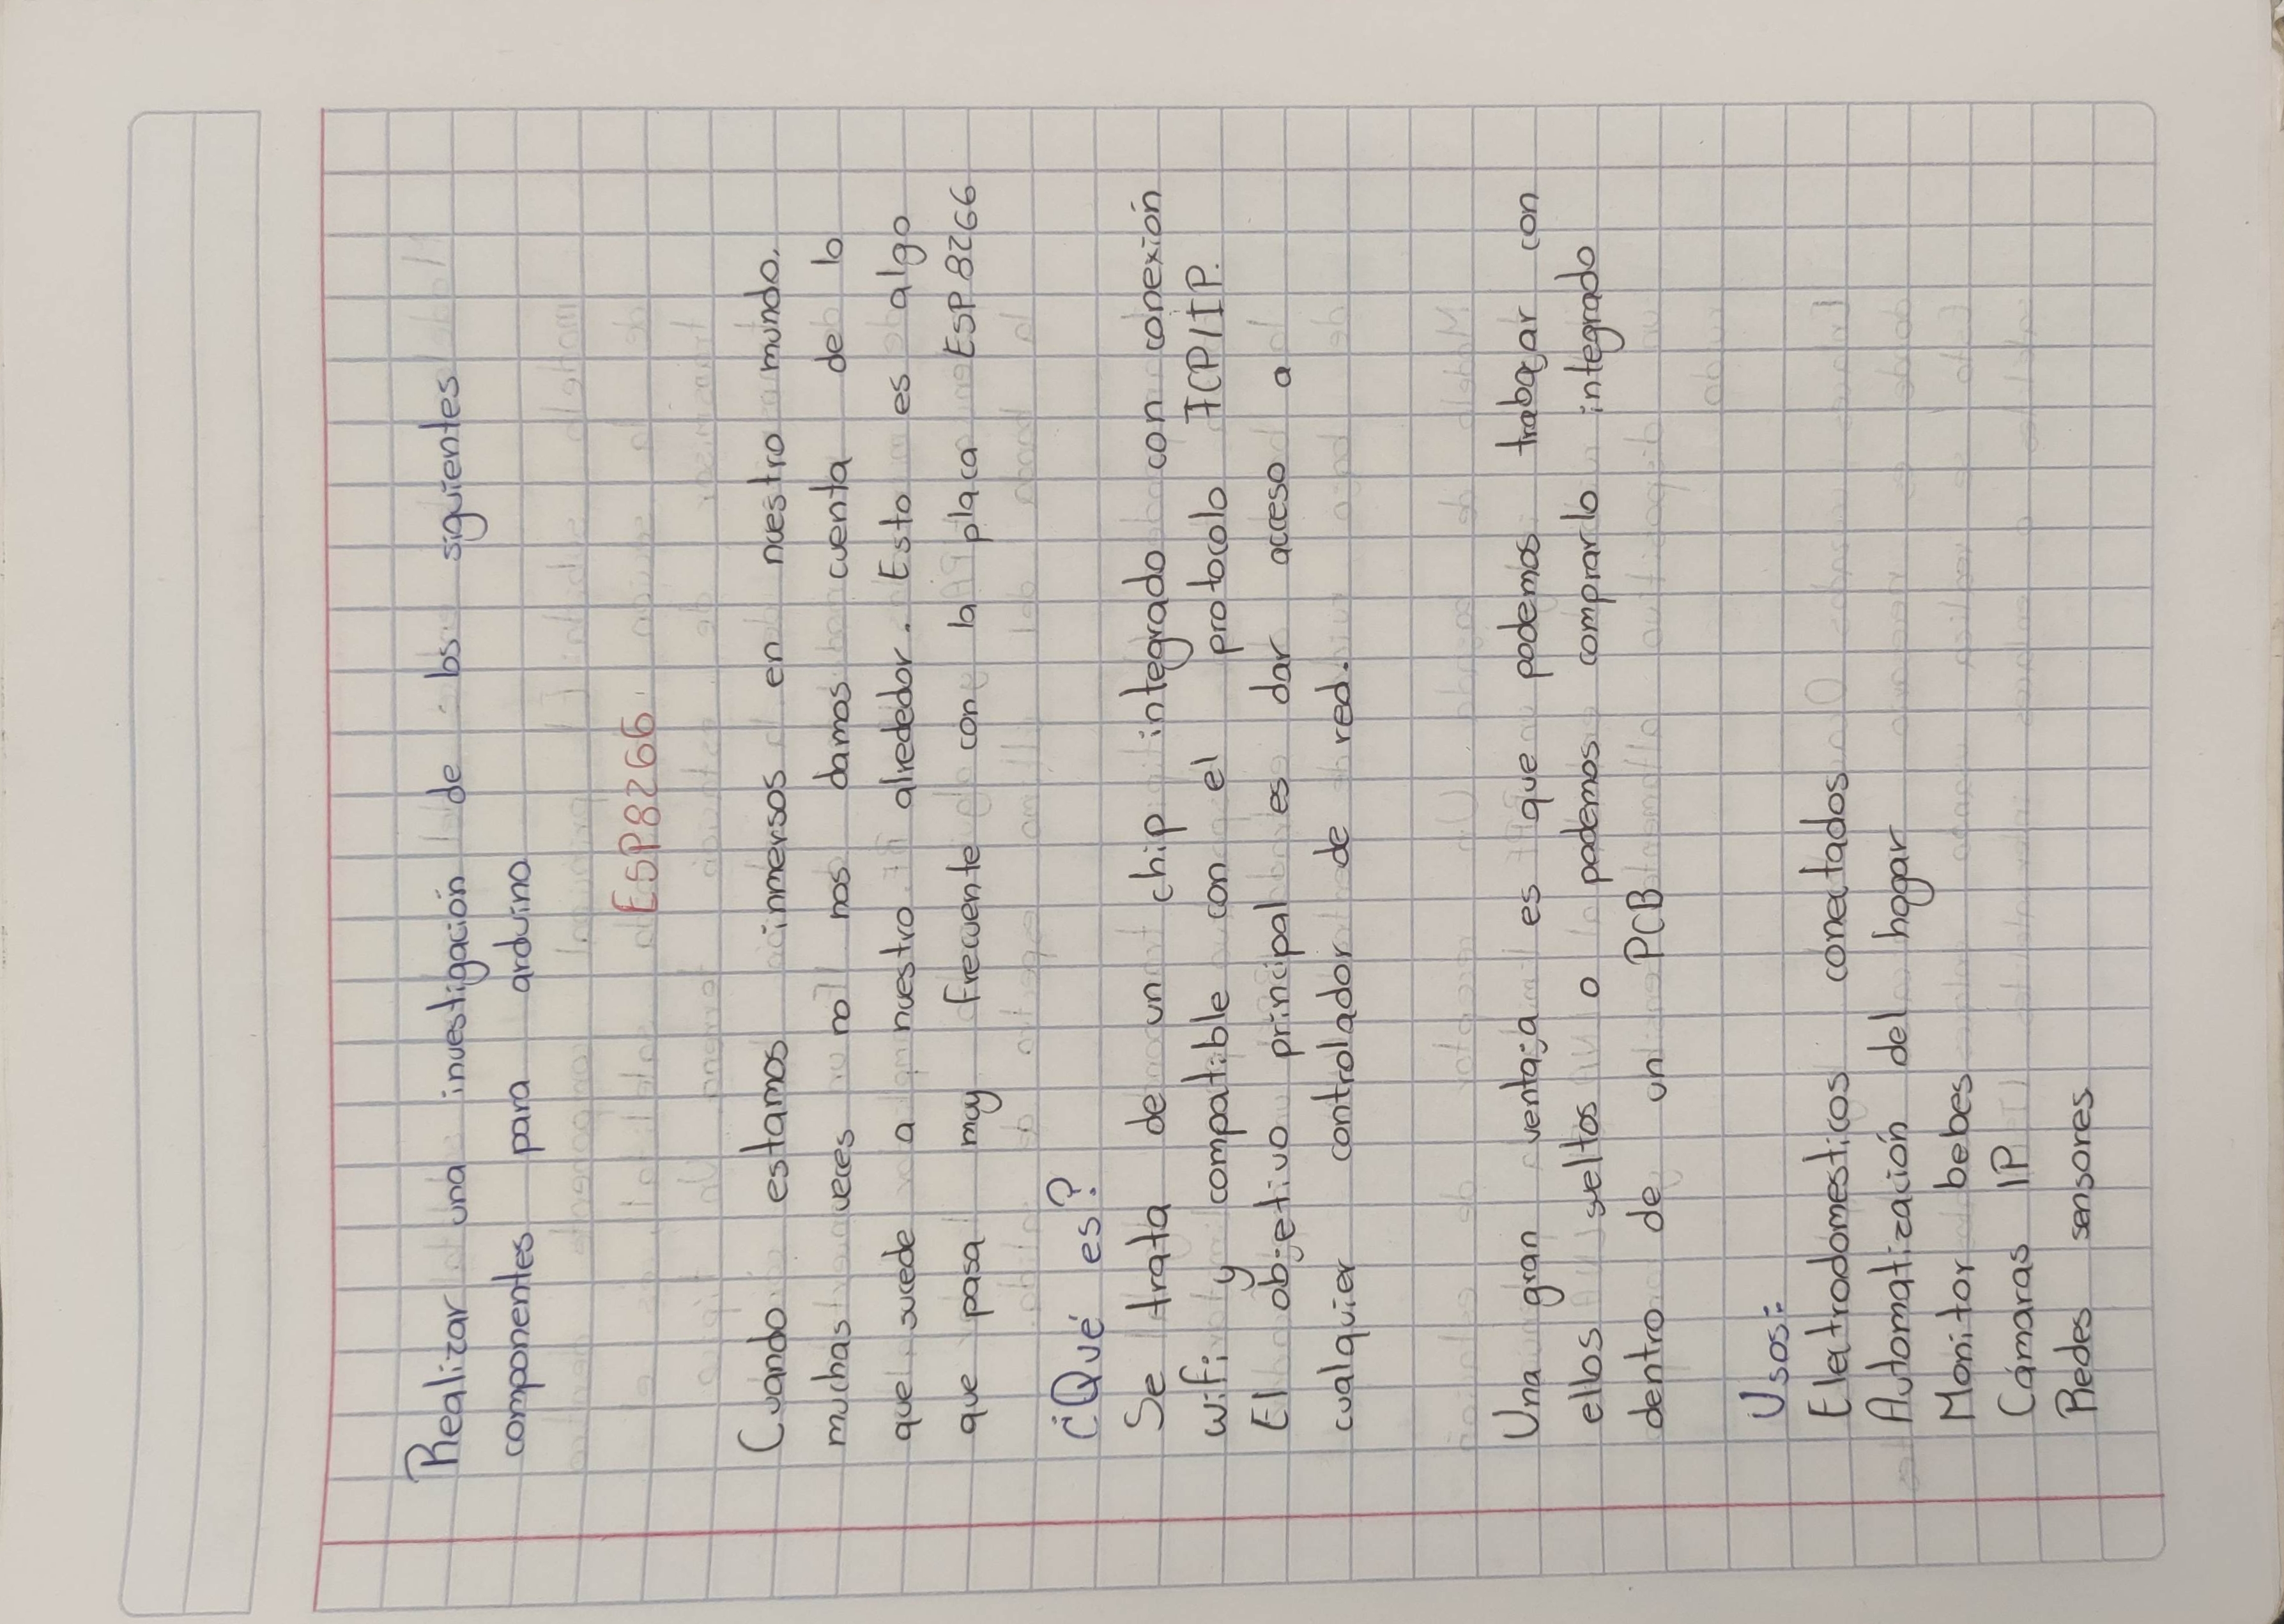 Realizar una investigación de los siguientes
componentes para arduino
ESP8266
Cuando estamos inmersos en nuestro mundo.
muchas veces no nos damos cuenta de lo
que sucede a nuestro alrededor. Esto es algo
que pasa muy frecuente con la placa ESP 8266
¿Qué es?
Se trata de un chip integrado con conexión
wifi y compatible con el protocolo TCP/IP.
El objetivo principal es dar acceso a
cualquier controlador de red.
Una gran ventaja es que podemos trabajar con
ellos sueltos o podemos comprarlo integrado
dentro de un PCB
Usos:
Electrodomesticos conectados
Automatización del hogar
Monitor bebes
Cámaras IP
Redes sensores